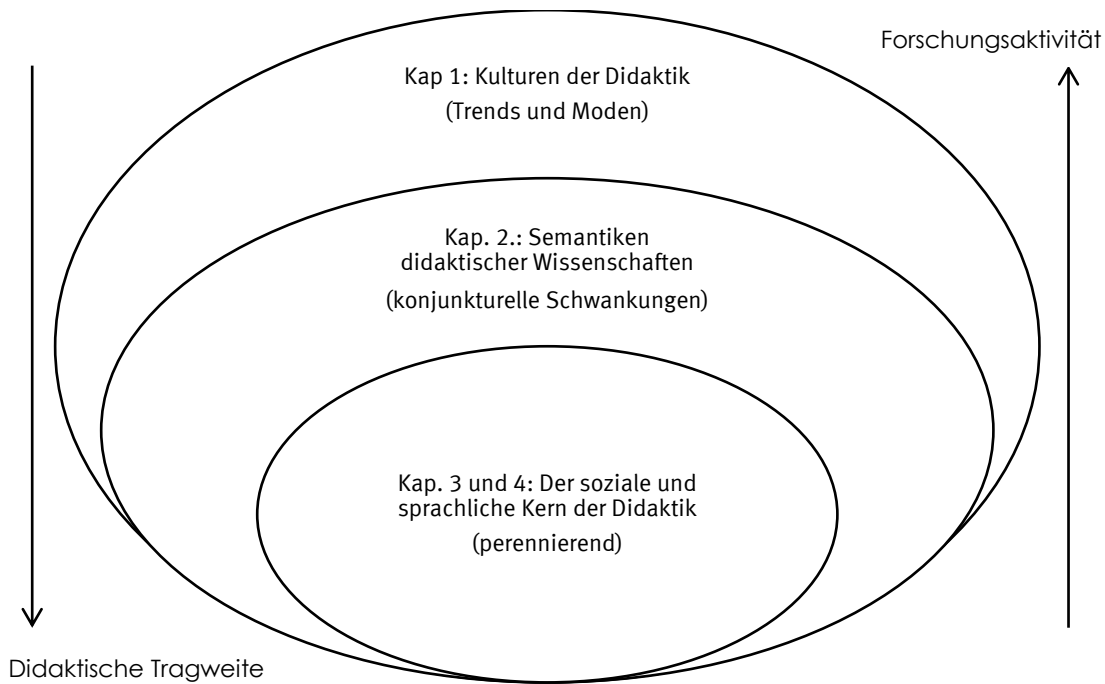 Forschungsaktivität
Kap 1: Kulturen der Didaktik
(Trends und Moden)
Kap. 2.: Semantiken
didaktischer Wissenschaften
(konjunkturelle Schwankungen)
Kap. 3 und 4: Der soziale und
sprachliche Kern der Didaktik
(perennierend)
Didaktische Tragweite